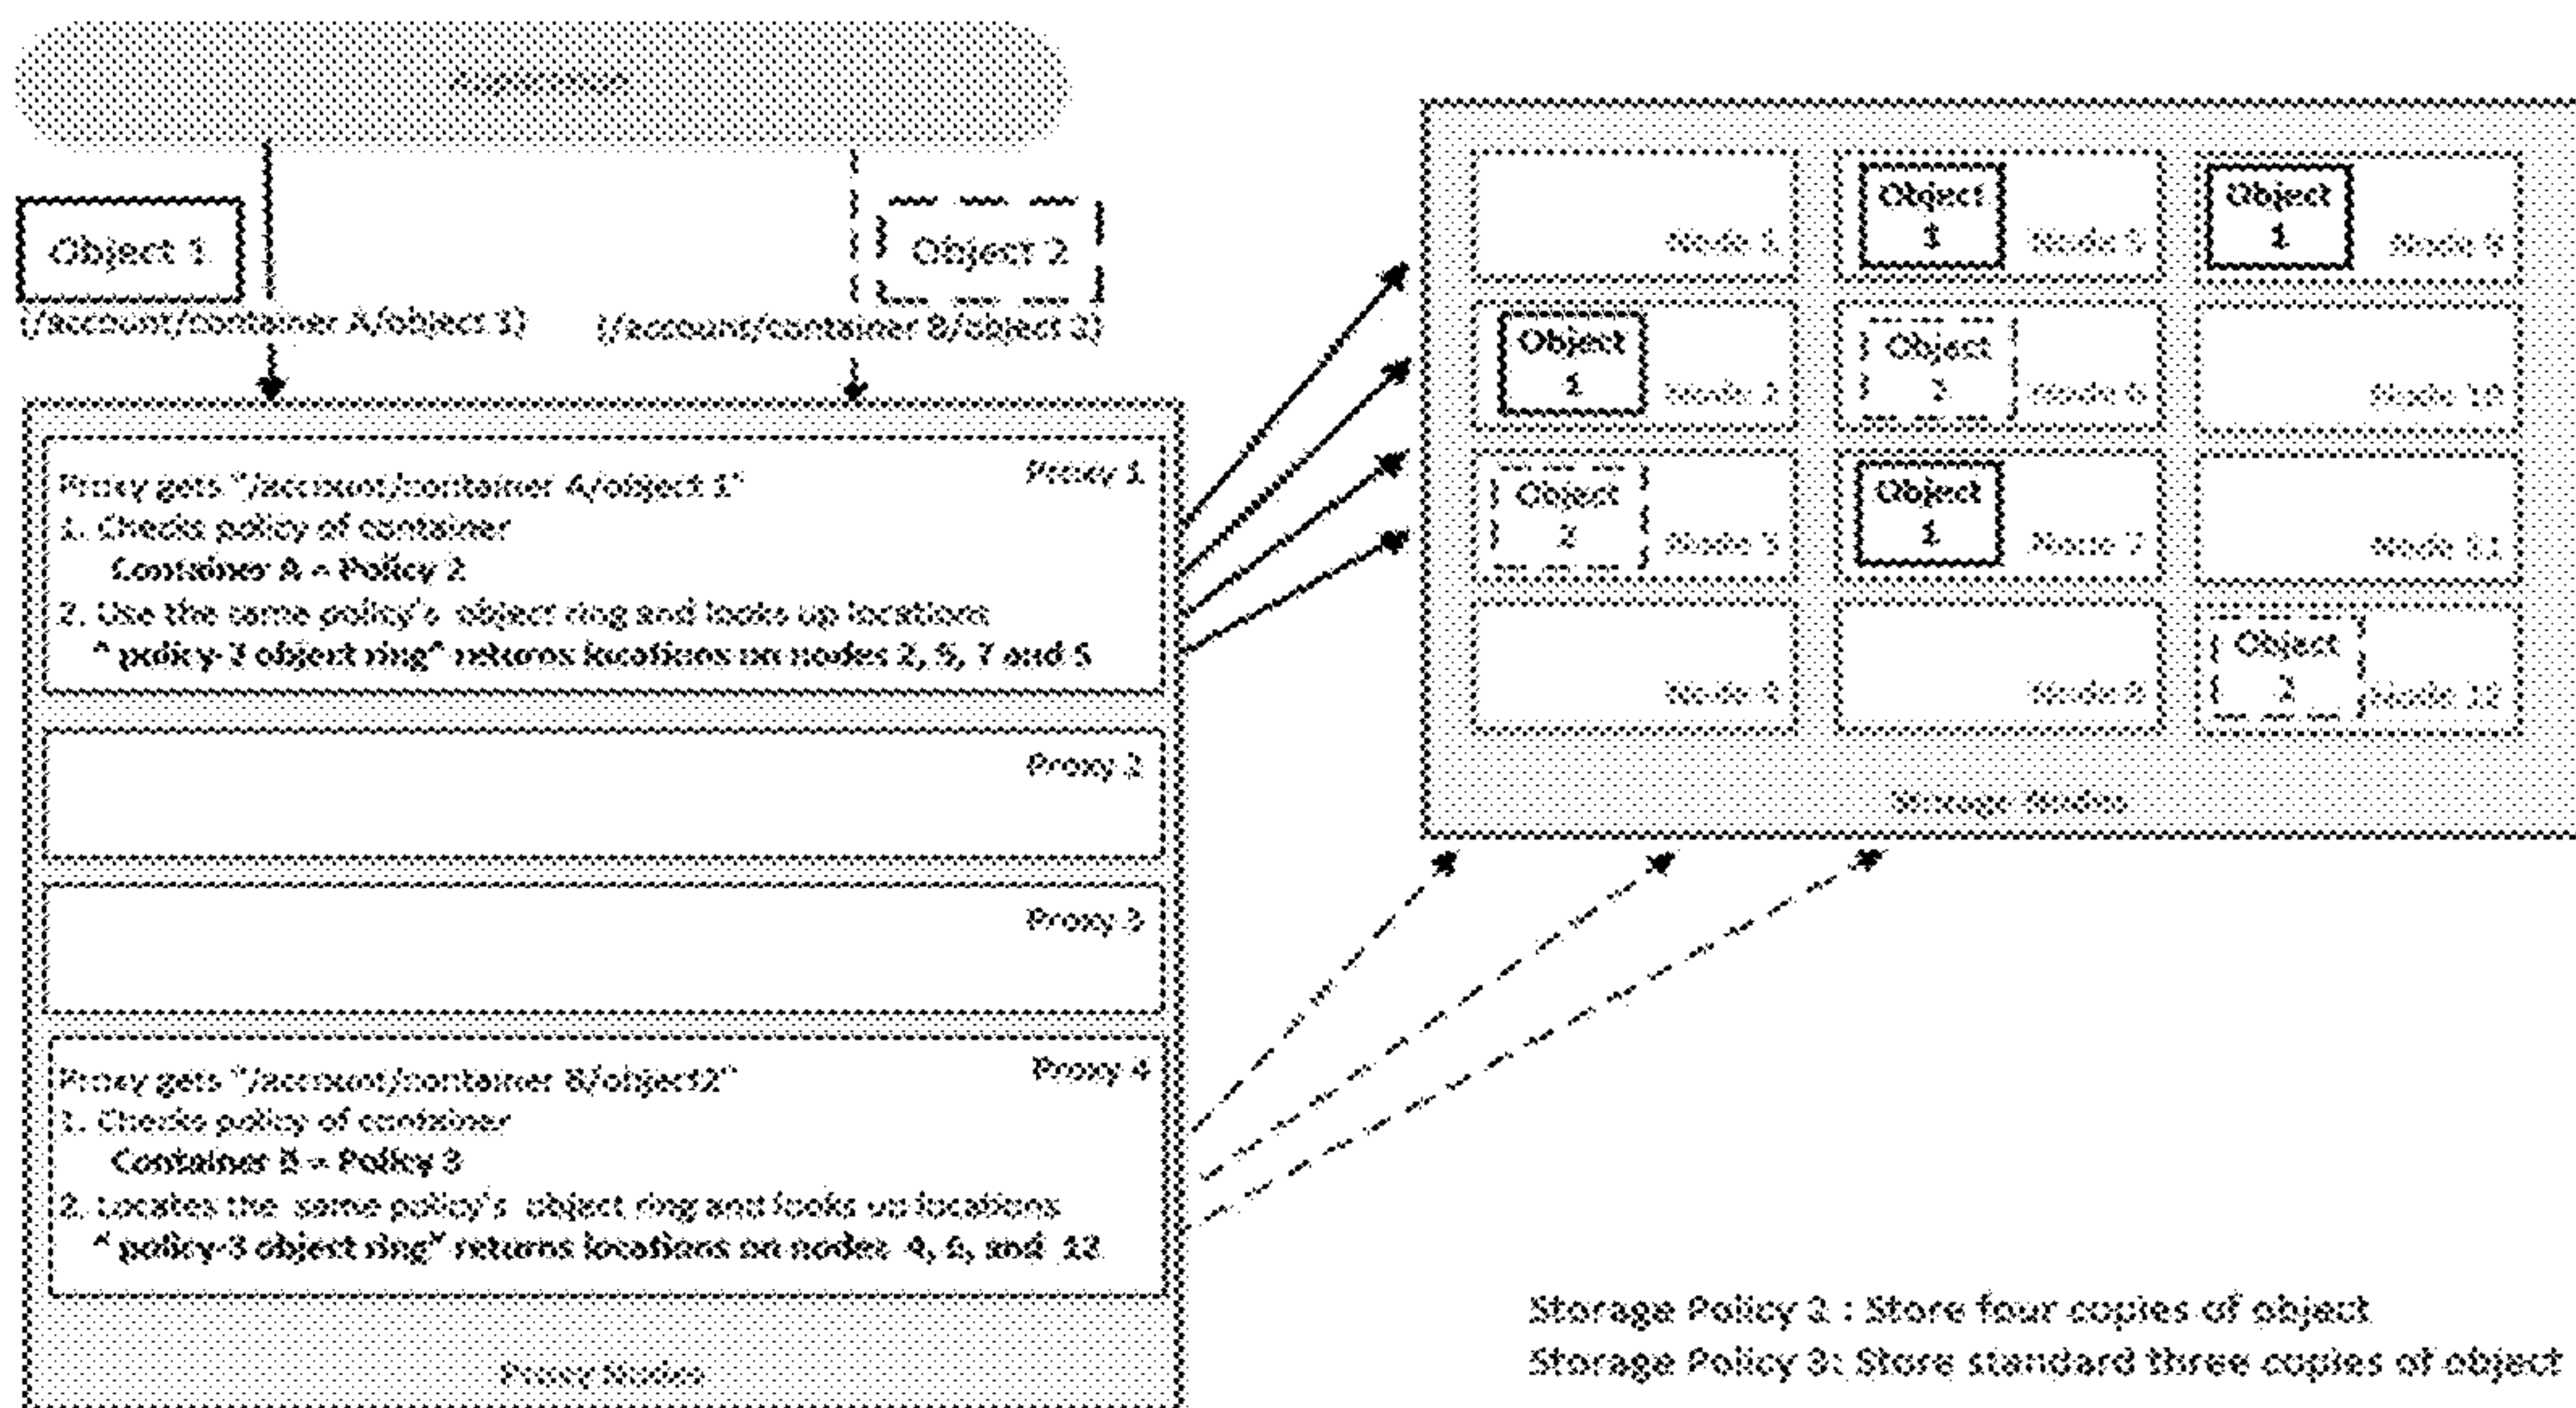 Application
Object 1
Object 2
(/account/container A/object 1)
(/account/container B/object 2)
Proxy 1
Proxy gets "/account/container A/object 1"
1. Checks policy of container
Container A = Policy 2
2. Use the same policy's object ring and looks up locations
" policy-2 object ring" returns locations on nodes 2, 9, 7 and 5
Proxy 2
Proxy 3
Proxy 4
Proxy gets "/account/container B/object2"
1. Checks policy of container
Container B = Policy 3
2. Locates the same policy's object ring and looks up locations
" policy-3 object ring" returns locations on nodes 4, 6, and 12
Proxy Nodes
Node 1
Object
1
Node 5
Object
1
Node 9
Object
1
Node 2
Object
2
Node 6
Node 10
Object
2
Node 3
Object
1
Node 7
Node 11
Node 4
Node 8
Object
2
Node 12
Storage Nodes
Storage Policy 2 : Store four copies of object
Storage Policy 3: Store standard three copies of object